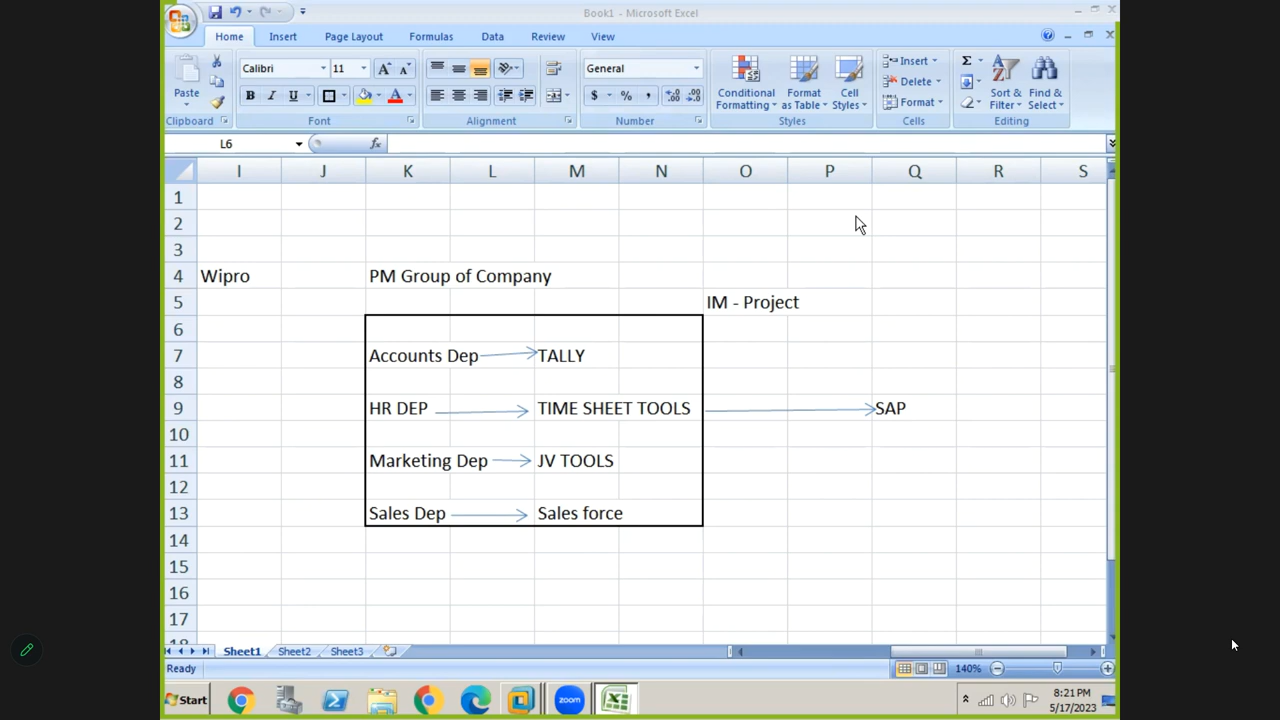 Book1 - Microsoft Excel
Home Insert Page Layout Formulas Data Review View
Calibri 11 General Insert Σ
Delete
Paste B I U $ % , Conditional Formatting Format as Table Cell Styles Format Sort & Filter Find & Select
Clipboard Font Alignment Number Styles Cells Editing
L6 fx
I J K L M N O P Q R S
1
2
3
4 Wipro PM Group of Company
5 IM - Project
6
7 Accounts Dep TALLY
8
9 HR DEP TIME SHEET TOOLS SAP
10
11 Marketing Dep JV TOOLS
12
13 Sales Dep Sales force
14
15
16
17
18
Sheet1 Sheet2 Sheet3
Ready 140%
Start zoom 8:21 PM
5/17/2023